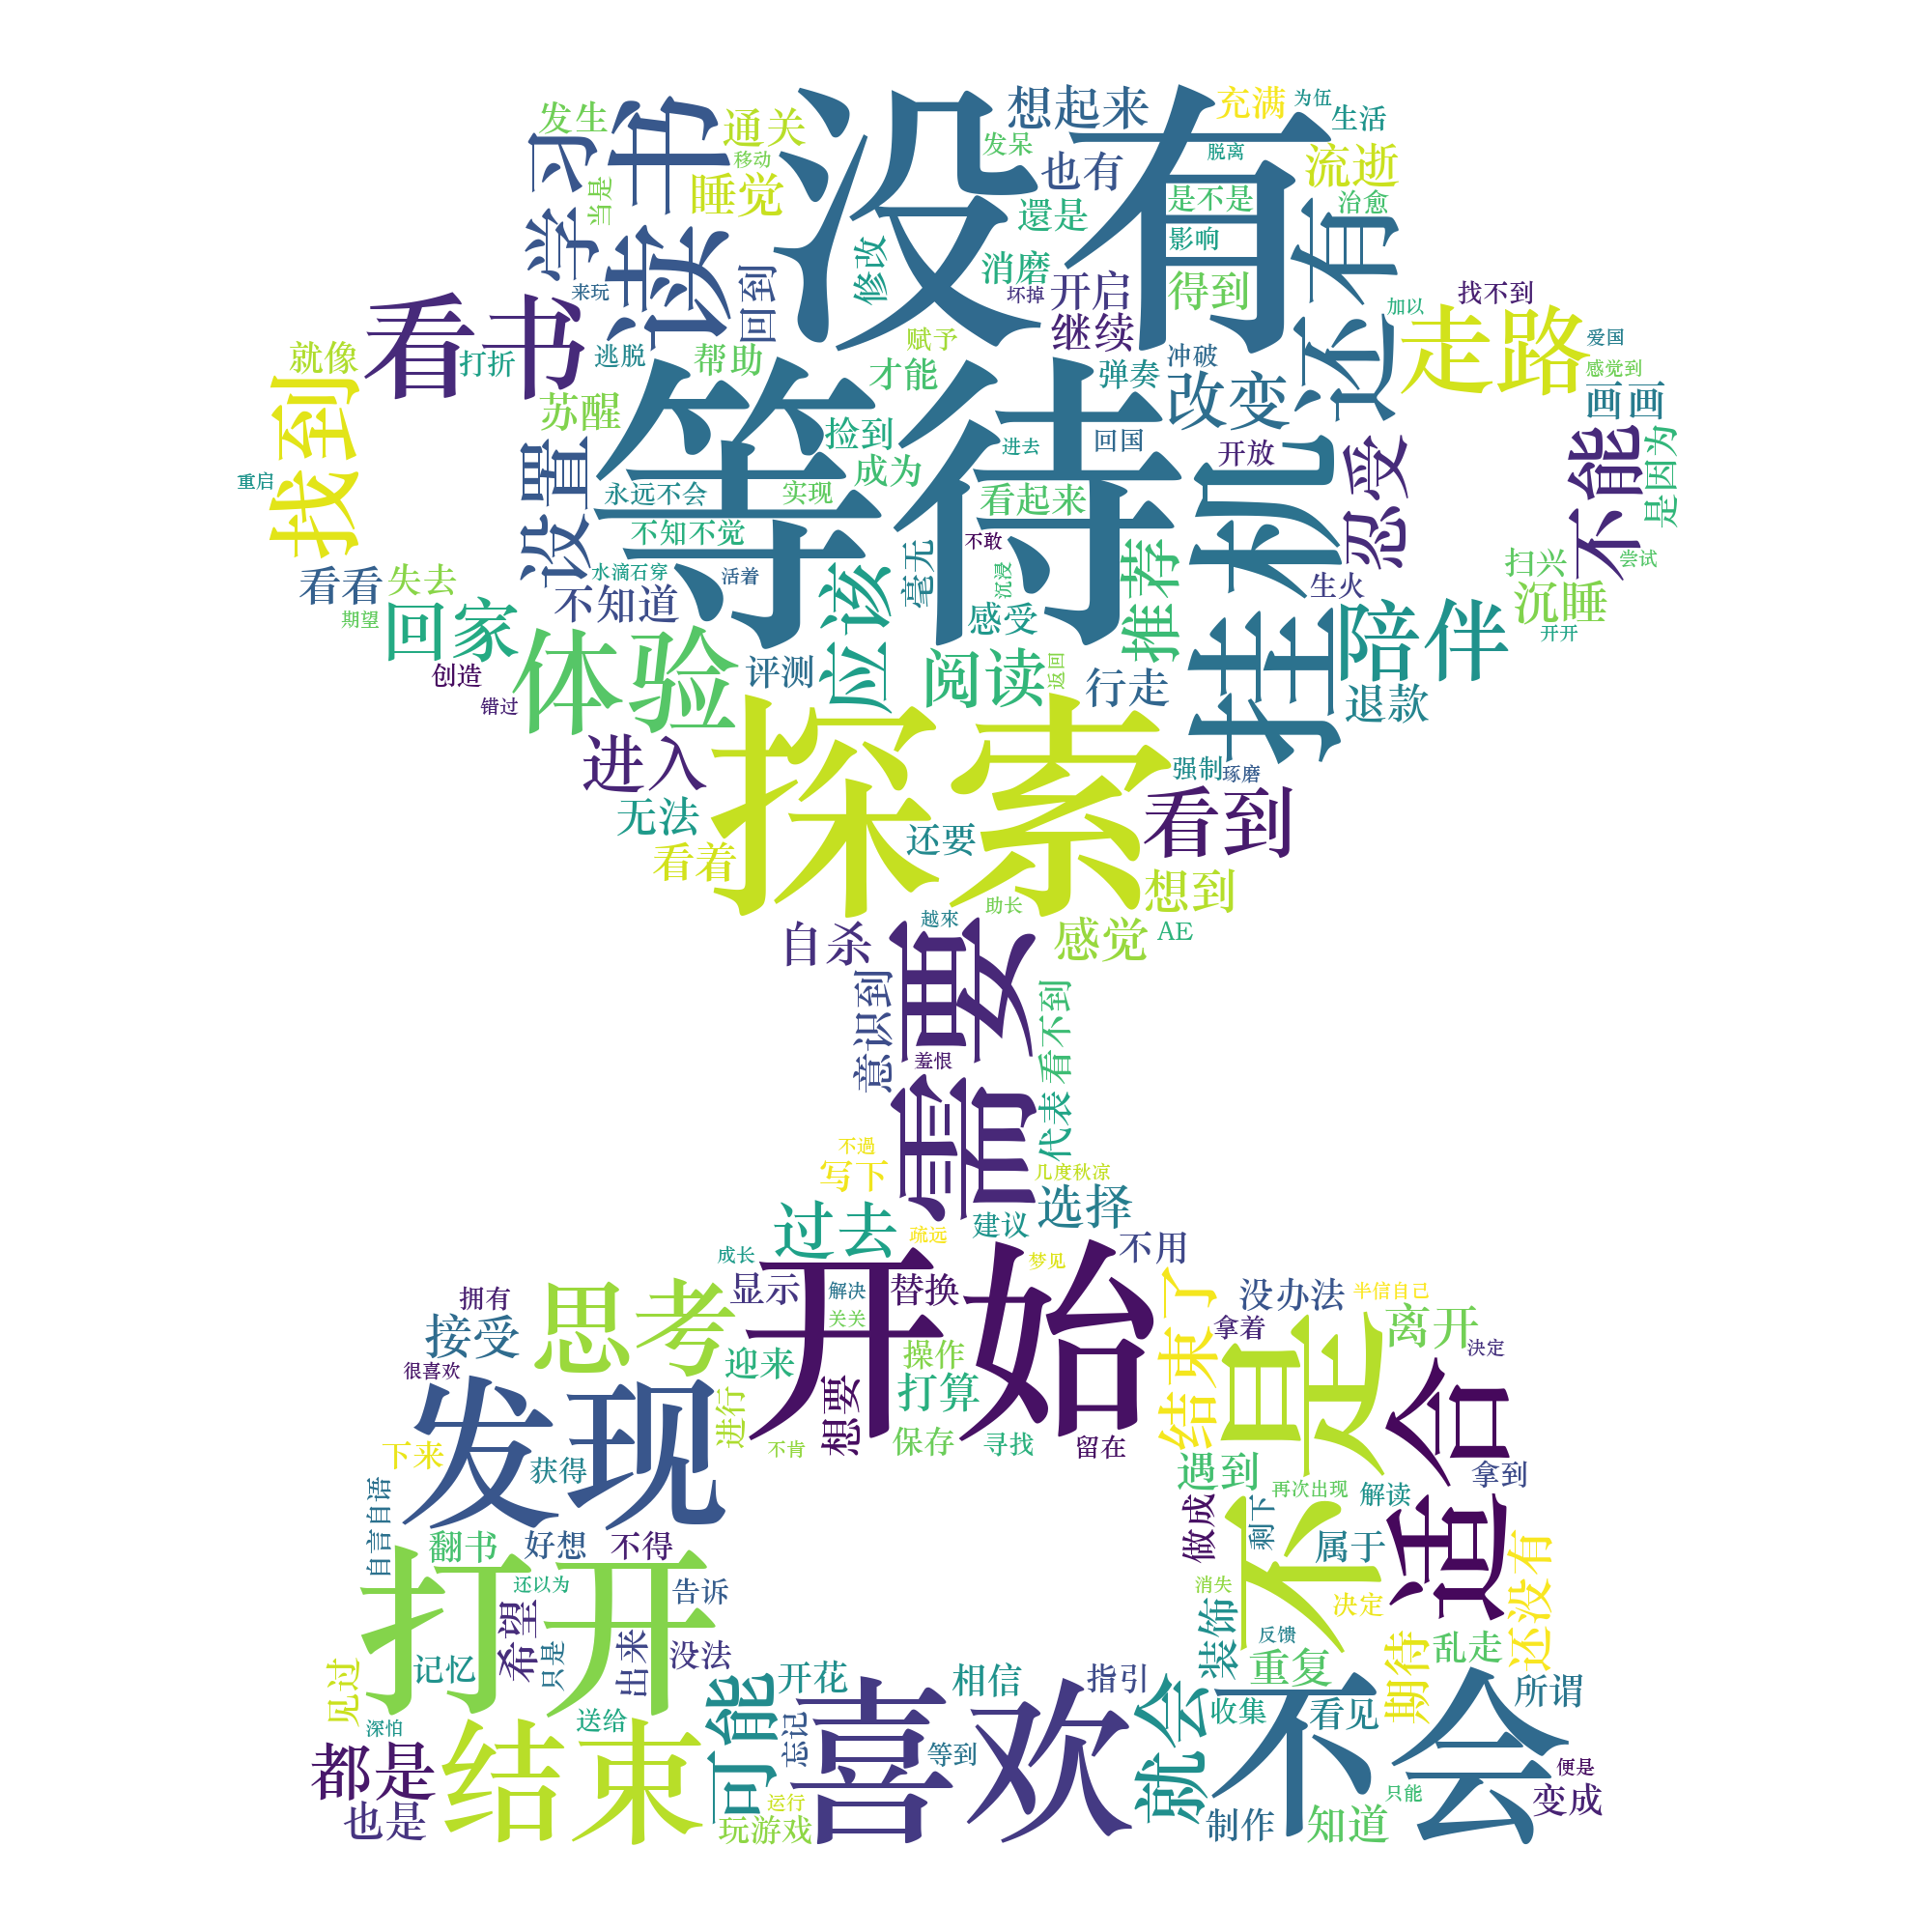 没有
想起来
充满
为伍
生活
发生
学习
读书
通关
移动
睡觉
当是
发呆
也有
脱离
流逝
還是
是不是
治愈
影响
还有
修改
消磨
得到
坏掉
开启
继续
回到
来玩
看书
打折
就像
找到
逃脱
帮助
赋予
才能
弹奏
冲破
改变
加以
找不到
走路
爱国
感觉到
画画
苏醒
等待
捡到
成为
进去
回国
开放
忍受
不能
是因为
重启
设置
永远不会
实现
看起来
挂机
不知不觉
不敢
毫无
沉浸
推荐
水滴石穿
活着
看看
失去
不知道
应该
感受
生火
扫兴
尝试
沉睡
开开
期望
回家
体验
评测
阅读
返回
行走
陪伴
退款
创造
错过
进入
探索
强制
琢磨
看到
无法
还要
看着
想到
助长
越來
自杀
感觉
AE
需要
意识到
看不到
羞恨
代表
不過
写下
几度秋凉
选择
过去
疏远
建议
不用
成长
梦见
开始
显示
解决
替换
关关
结束了
没办法
半信自己
离开
拥有
接受
思考
很喜欢
迎来
操作
打算
想要
拿着
不是
決定
适合
发现
进行
保存
寻找
留在
不肯
下来
获得
遇到
再次出现
解读
拿到
自言自语
翻书
好想
不得
做成
剩下
属于
还没有
打开
还以为
告诉
希望
只是
出来
没法
消失
决定
装饰
反馈
重复
期待
乱走
见过
记忆
开花
相信
指引
所谓
深怕
送给
可能
忘记
喜欢
等到
就会
收集
看见
不会
都是
结束
便是
也是
运行
玩游戏
制作
知道
只能
变成